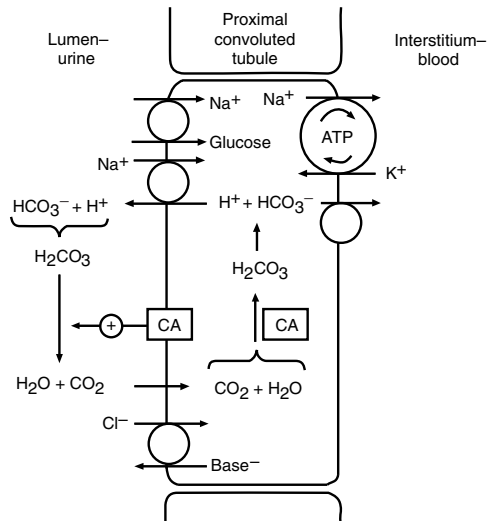 Lumen–
urine
Proximal
convoluted
tubule
Interstitium–
blood
Na⁺
Na⁺
ATP
Glucose
Na⁺
K⁺
HCO₃⁻ + H⁺
H⁺ + HCO₃⁻
H₂CO₃
H₂CO₃
+
CA
CA
H₂O + CO₂
CO₂ + H₂O
Cl⁻
Base⁻